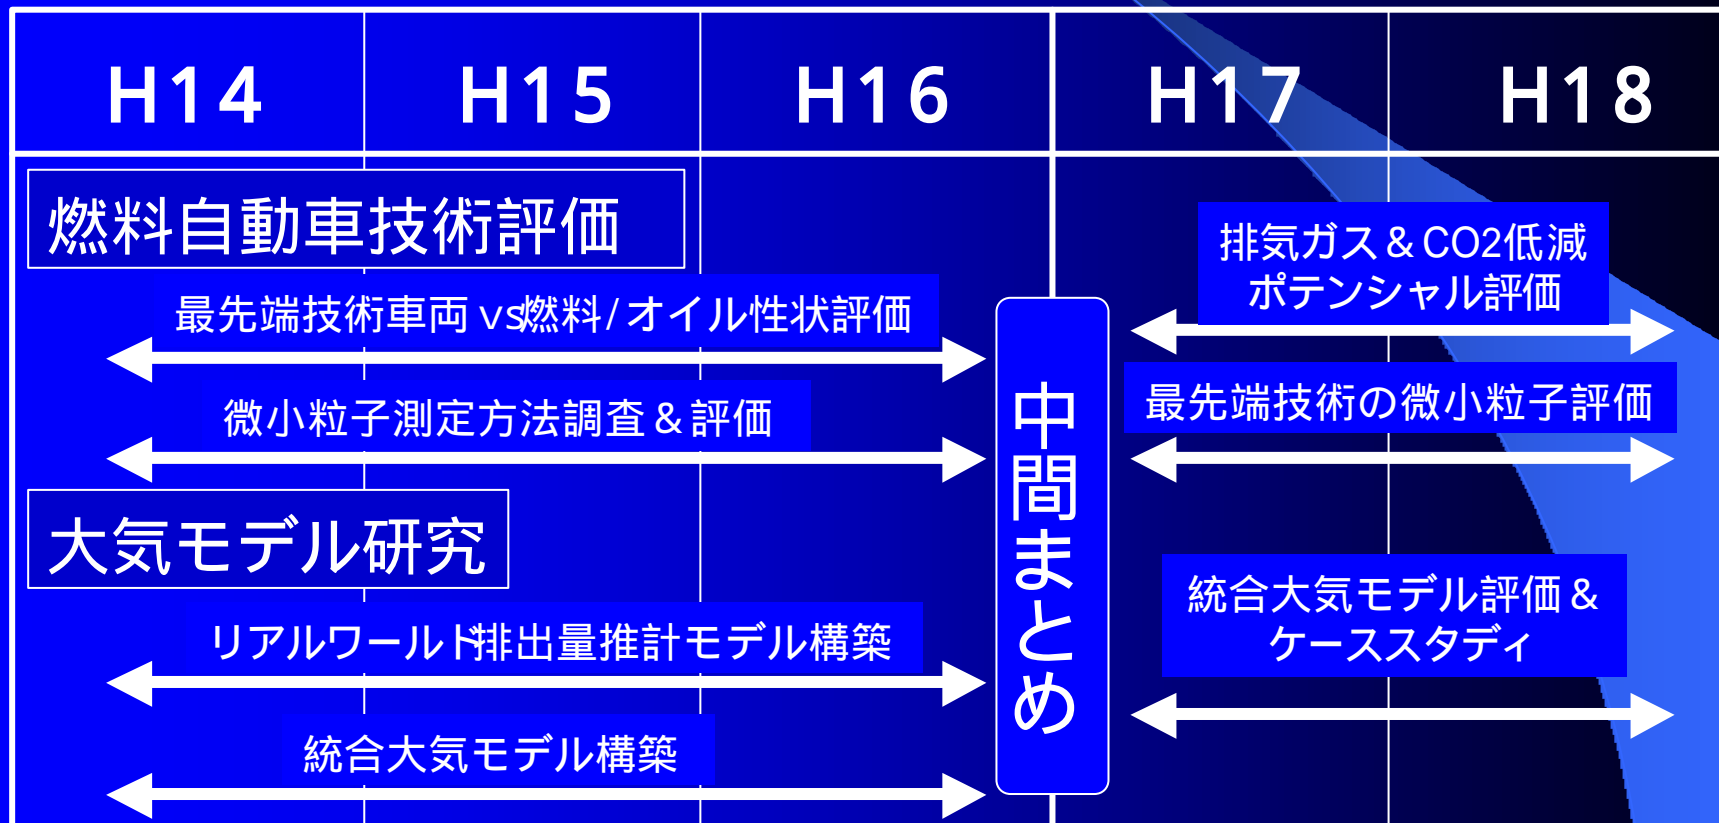 H14 H15 H16 H17 H18
燃料自動車技術評価
最先端技術車両 vs燃料/オイル性状評価
微小粒子測定方法調査&評価
大気モデル研究
リアルワールド排出量推計モデル構築
統合大気モデル構築
中間まとめ
排気ガス&CO2低減
ポテンシャル評価
最先端技術の微小粒子評価
統合大気モデル評価&
ケーススタディ